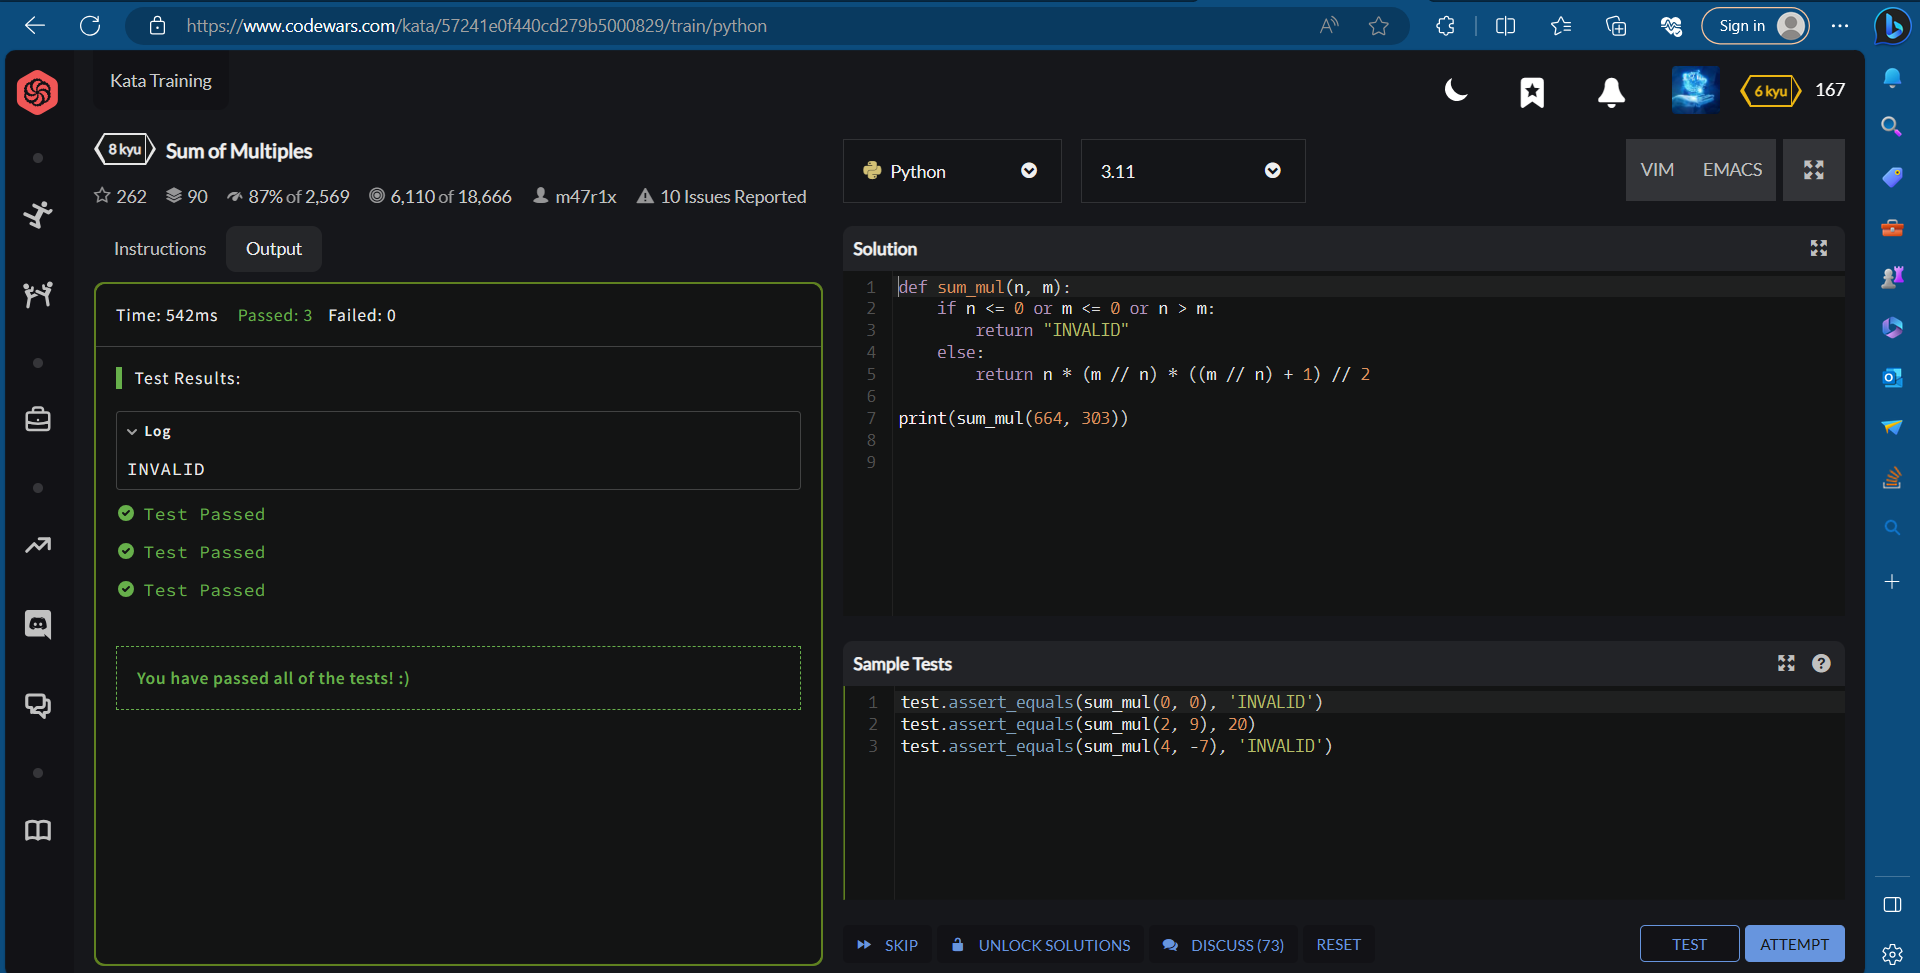 https://www.codewars.com/kata/57241e0f440cd279b5000829/train/python
Sign in
Kata Training
6 kyu
167
8 kyu
Sum of Multiples
262
90
87% of 2,569
6,110 of 18,666
m47r1x
10 Issues Reported
Python
3.11
VIM
EMACS
Instructions
Output
Time: 542ms Passed: 3 Failed: 0
Test Results:
Log
INVALID
Test Passed
Test Passed
Test Passed
You have passed all of the tests! :)
Solution
1 def sum_mul(n, m):
2 if n <= 0 or m <= 0 or n > m:
3 return "INVALID"
4 else:
5 return n * (m // n) * ((m // n) + 1) // 2
6
7 print(sum_mul(664, 303))
8
9
Sample Tests
1 test.assert_equals(sum_mul(0, 0), 'INVALID')
2 test.assert_equals(sum_mul(2, 9), 20)
3 test.assert_equals(sum_mul(4, -7), 'INVALID')
SKIP
UNLOCK SOLUTIONS
DISCUSS (73)
RESET
TEST
ATTEMPT